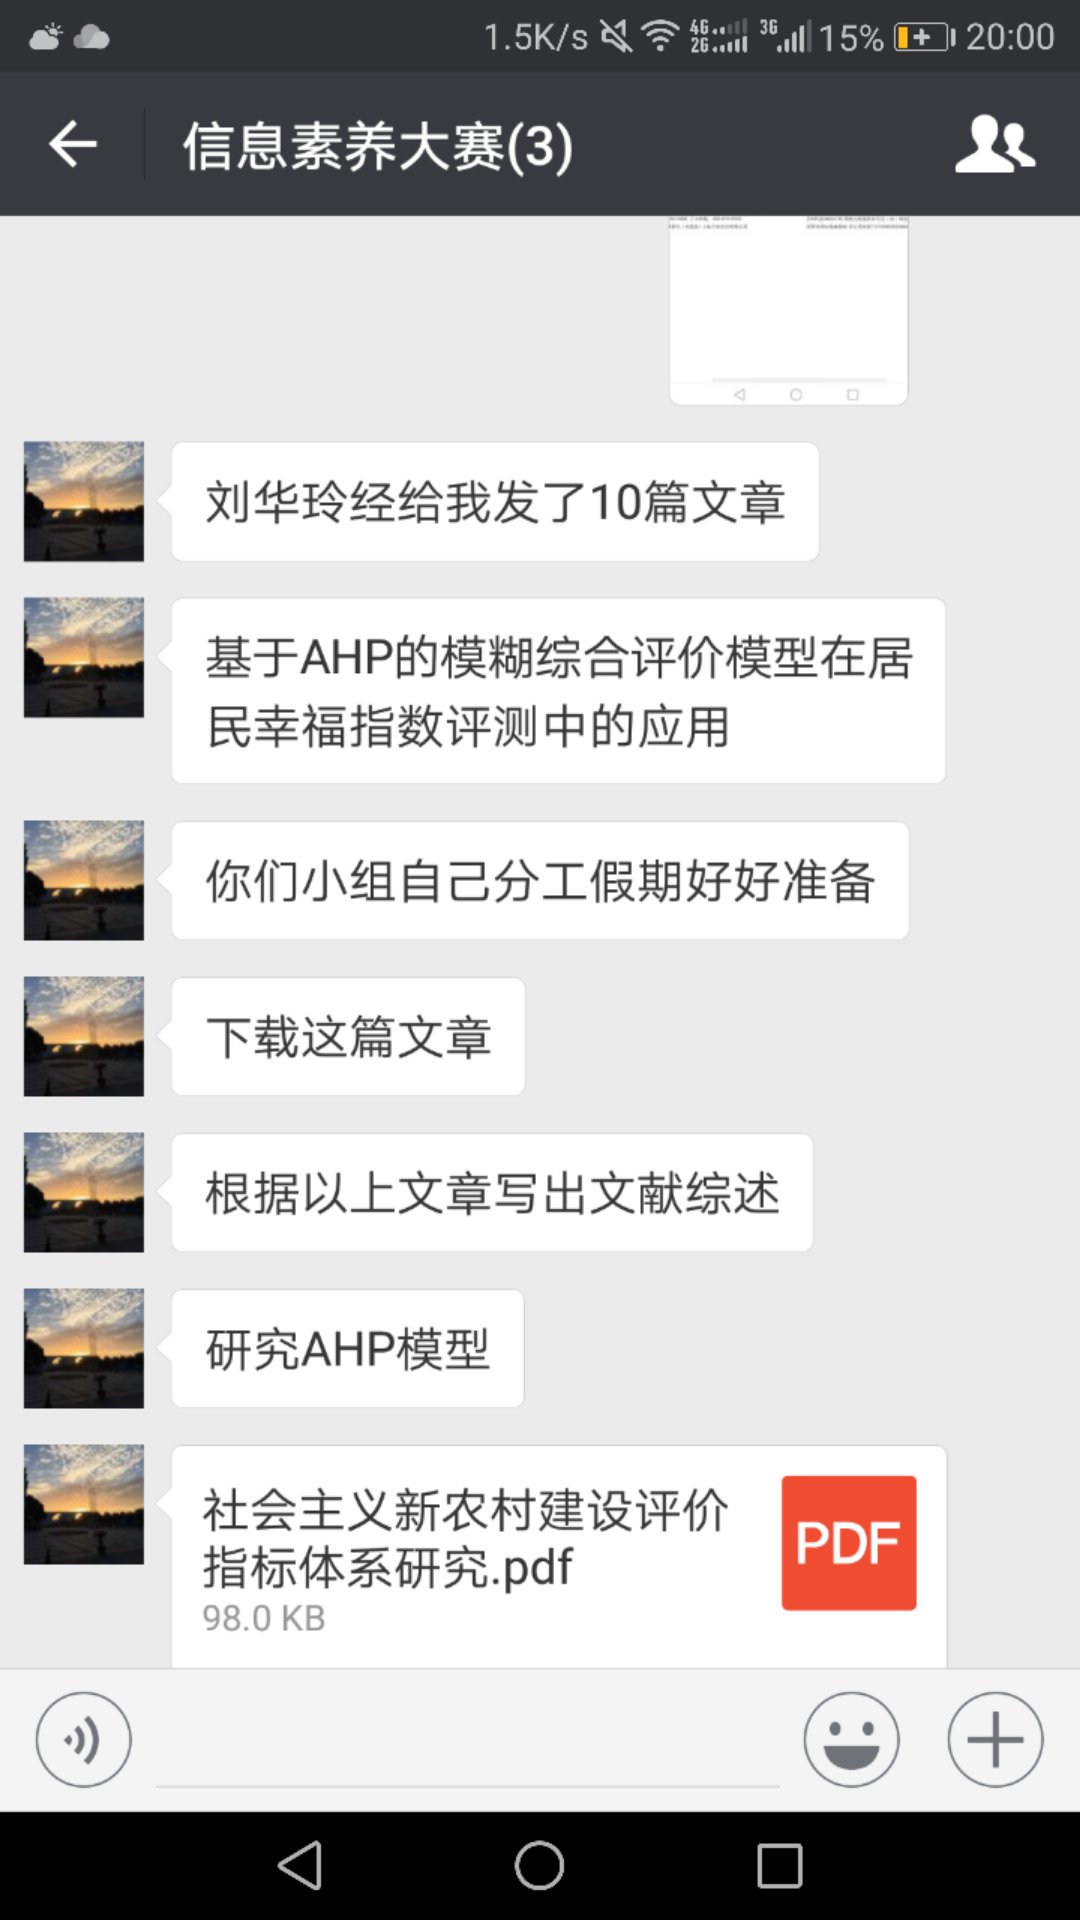 1.5K/s 4G 2G 3G 15% 20:00
信息素养大赛(3)
刘华玲经给我发了10篇文章
基于AHP的模糊综合评价模型在居
民幸福指数评测中的应用
你们小组自己分工假期好好准备
下载这篇文章
根据以上文章写出文献综述
研究AHP模型
社会主义新农村建设评价
指标体系研究.pdf
98.0 KB
PDF